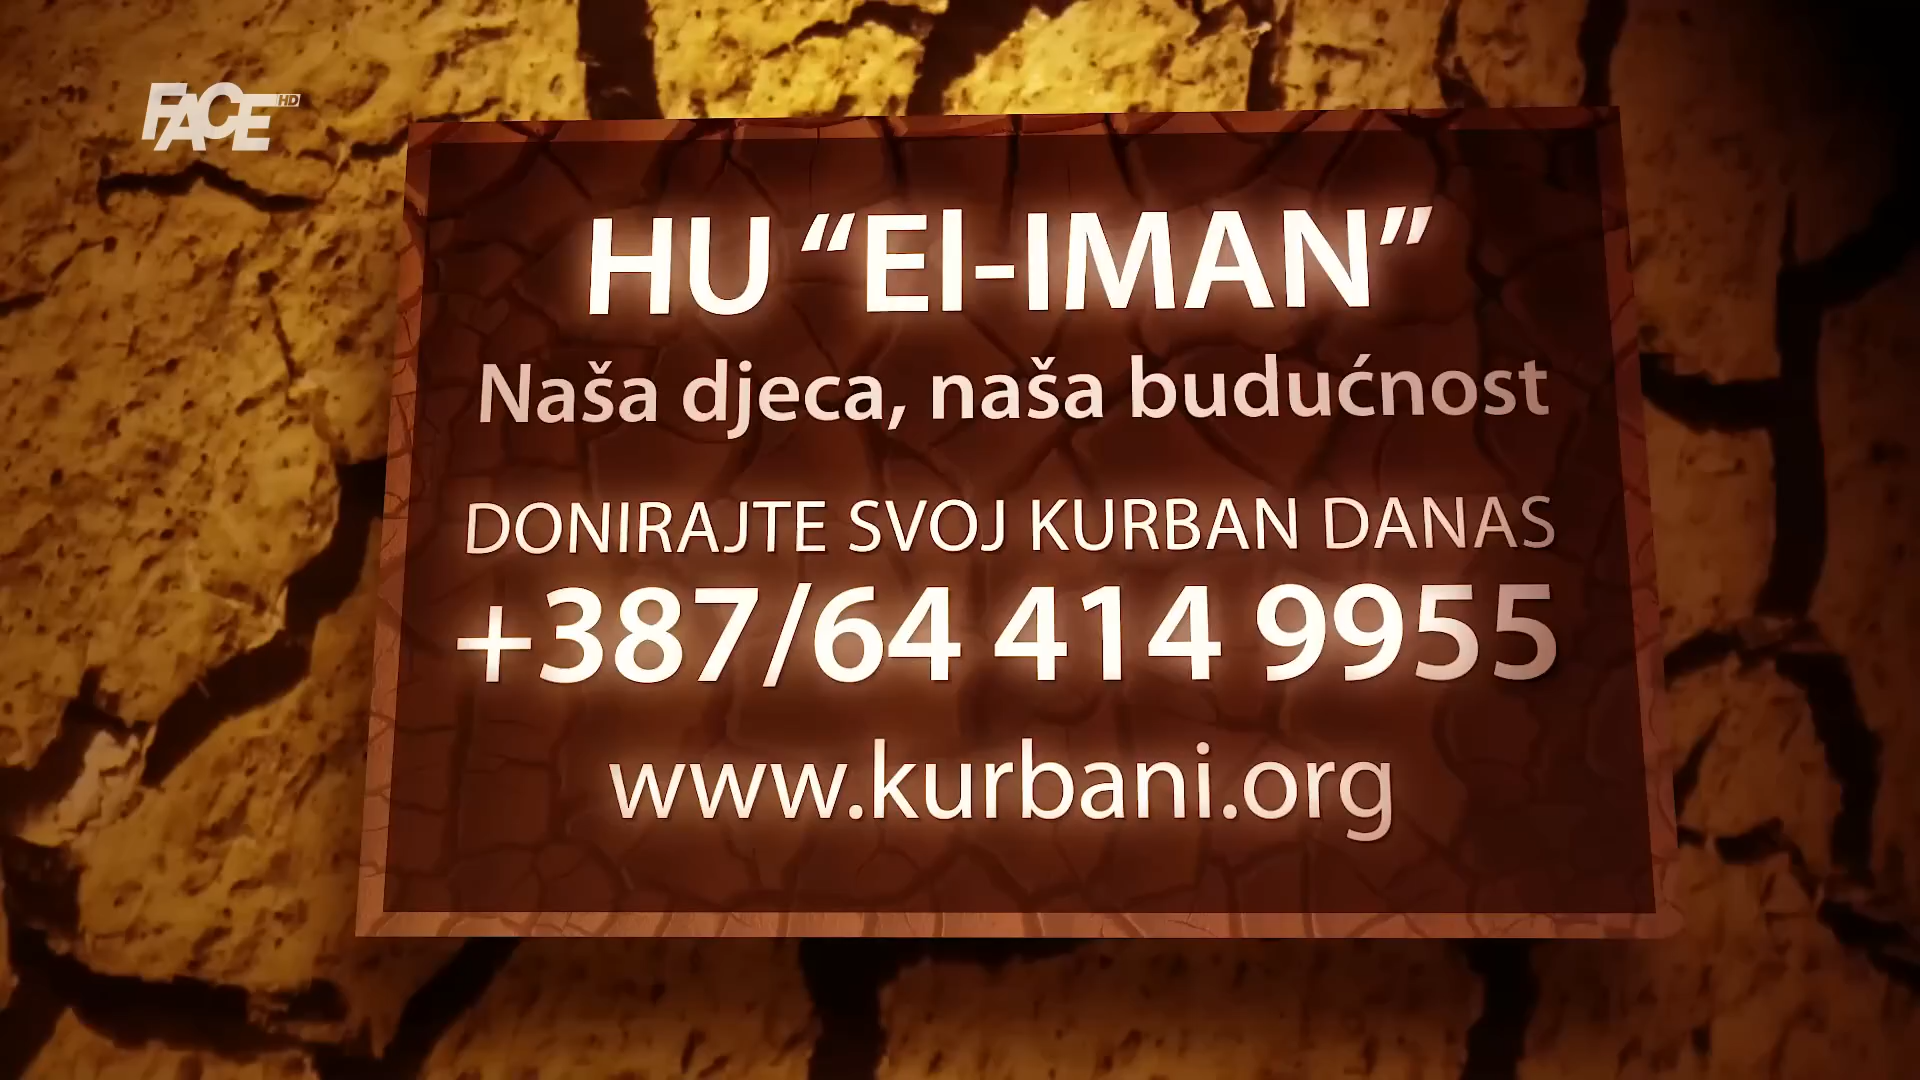 FACE HD
HU “El-IMAN”
Naša djeca, naša budućnost
DONIRAJTE SVOJ KURBAN DANAS
+387/64 414 9955
www.kurbani.org